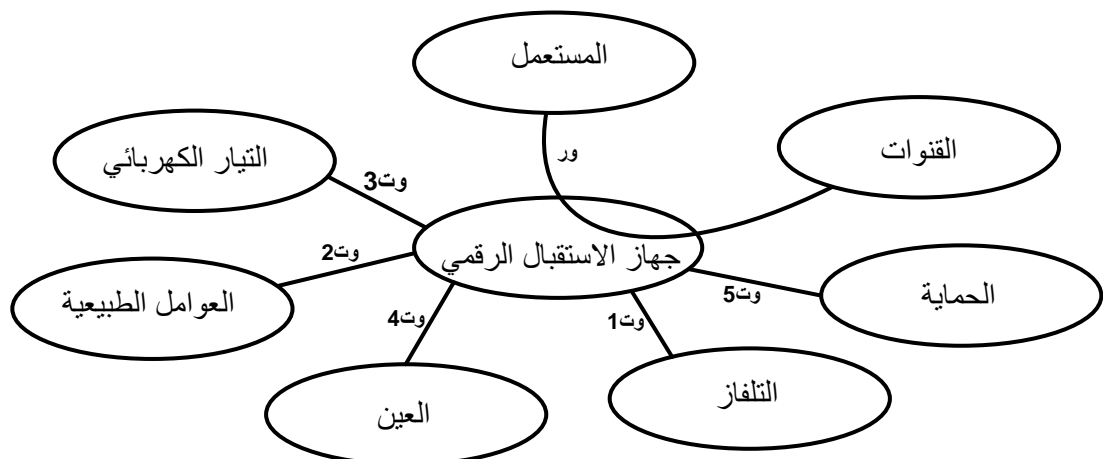 المستعمل
القنوات
ور
التيار الكهربائي
وت3
جهاز الاستقبال الرقمي
وت2
العوامل الطبيعية
الحماية
وت5
وت4
وت1
العين
التلفاز